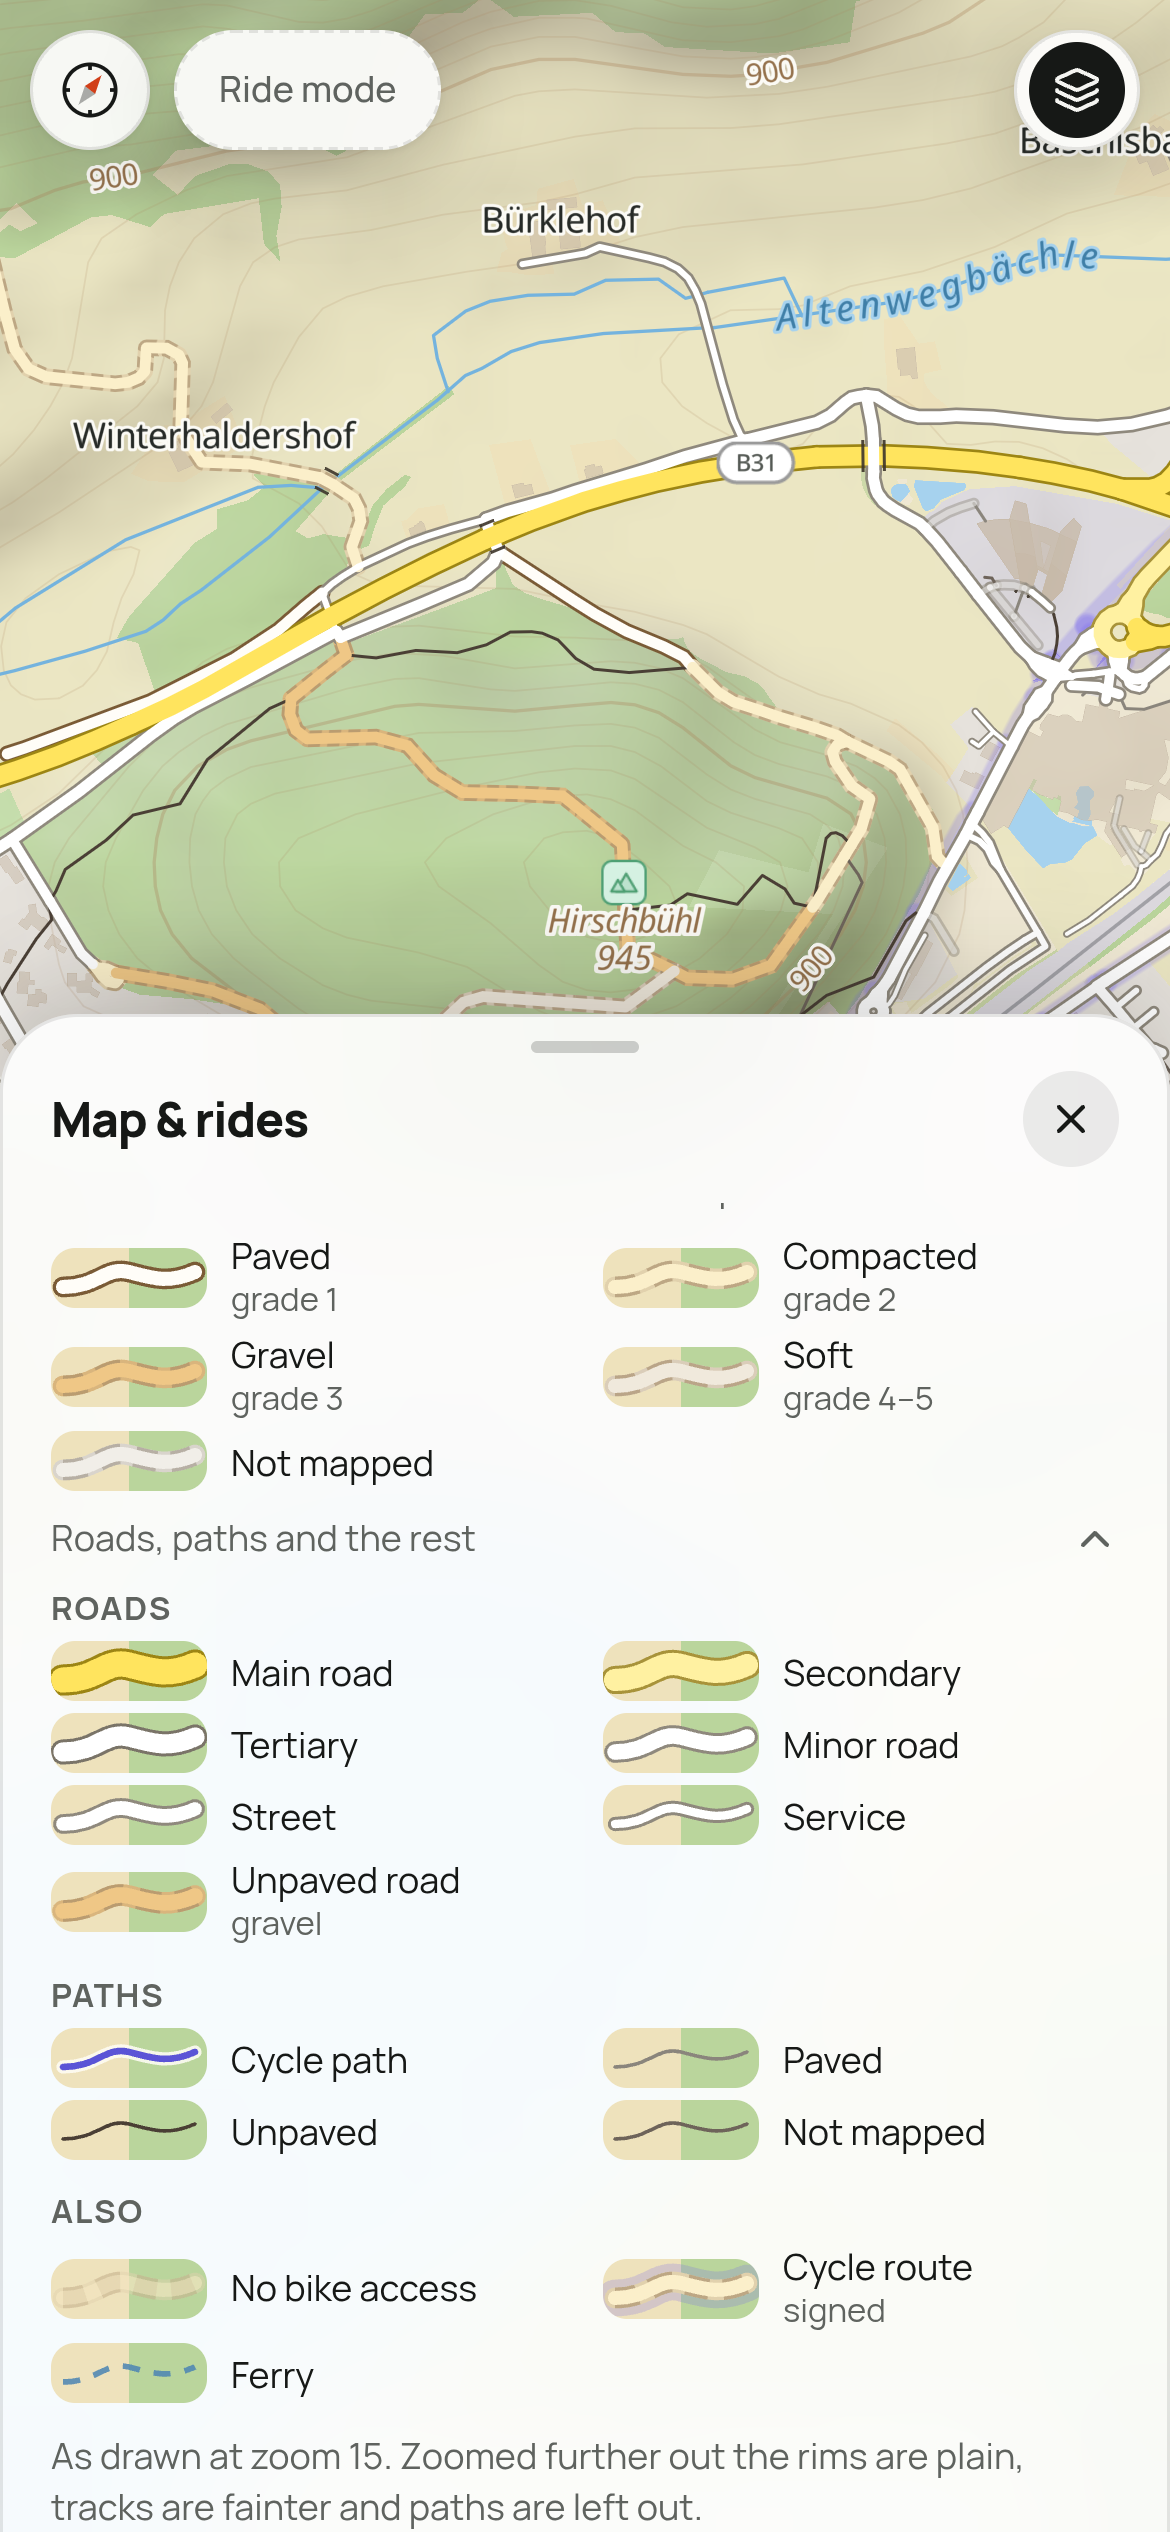 Ride mode
900
Bürklehof
900
Altenwegbächle
Winterhaldershof
B31
Hirschbühl
945
900
Map & rides
Paved
grade 1
Compacted
grade 2
Gravel
grade 3
Soft
grade 4–5
Not mapped
Roads, paths and the rest
ROADS
Main road
Secondary
Tertiary
Minor road
Street
Service
Unpaved road
gravel
PATHS
Cycle path
Paved
Unpaved
Not mapped
ALSO
No bike access
Cycle route
signed
Ferry
As drawn at zoom 15. Zoomed further out the rims are plain,
tracks are fainter and paths are left out.